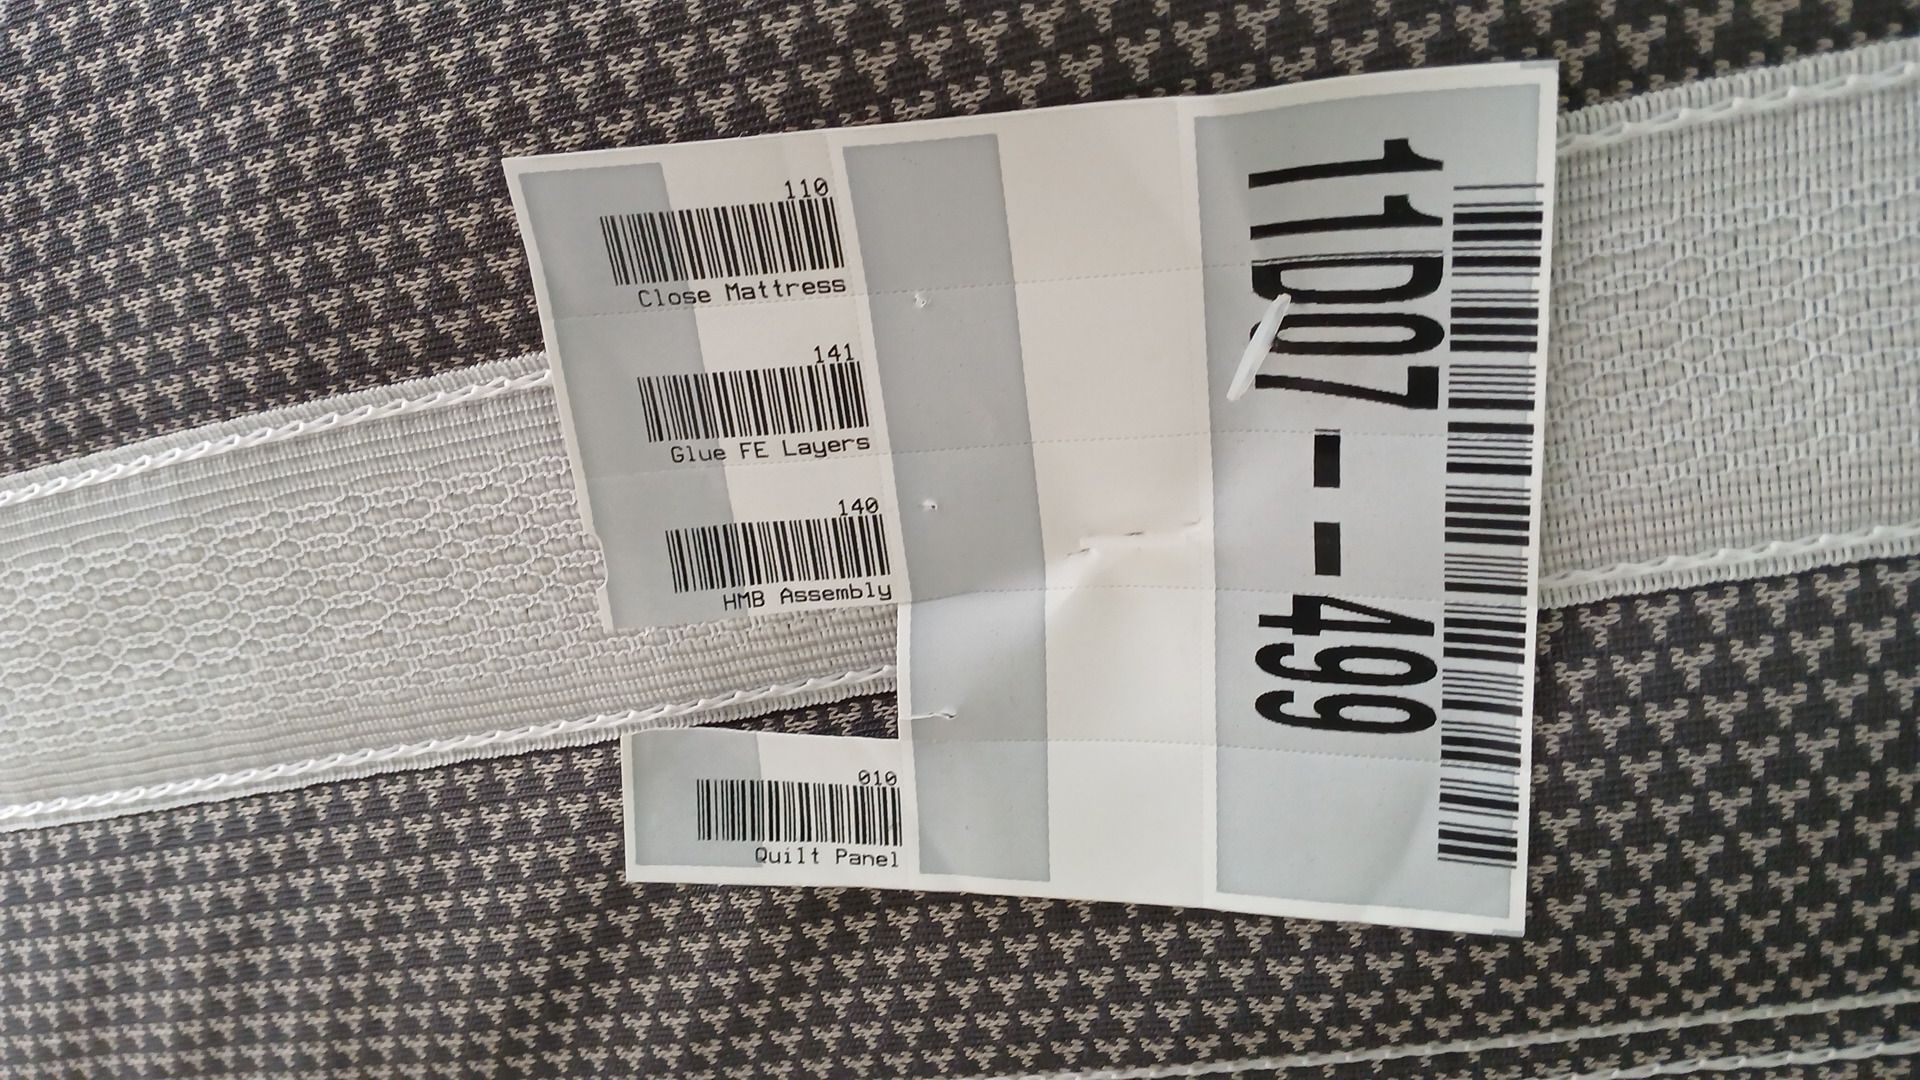 110
Close Mattress
141
Glue FE Layers
140
HMB Assembly
010
Quilt Panel
11D07--499